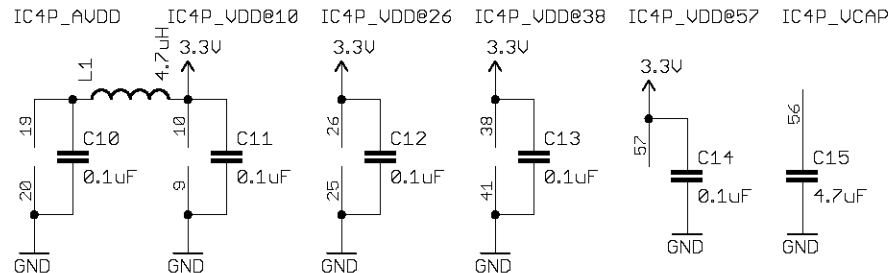 IC4P_AVDD
IC4P_VDD@10
IC4P_VDD@26
IC4P_VDD@38
IC4P_VDD@57
IC4P_VCAP
L1
4.7uH
3.3V
3.3V
3.3V
3.3V
19
C10
0.1uF
20
GND
10
C11
0.1uF
9
GND
26
C12
0.1uF
25
GND
38
C13
0.1uF
41
GND
57
C14
0.1uF
GND
56
C15
4.7uF
GND